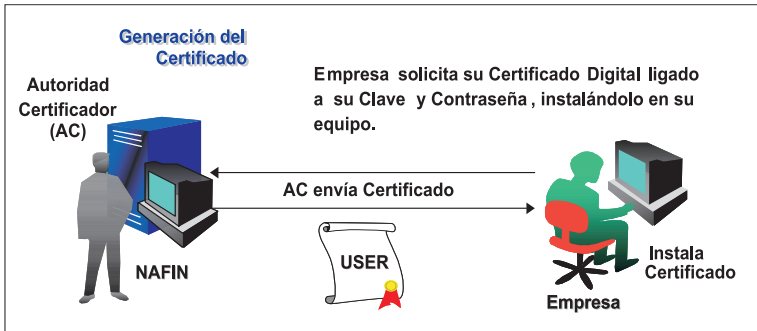 Generación del
Certificado
Autoridad
Certificador
(AC)
Empresa solicita su Certificado Digital ligado
a su Clave y Contraseña , instalándolo en su
equipo.
AC envía Certificado
USER
NAFIN
Instala
Certificado
Empresa